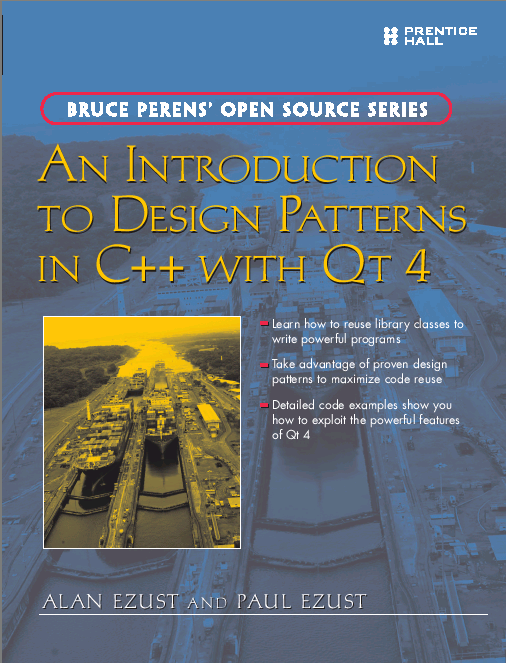 PRENTICE
HALL
BRUCE PERENS' OPEN SOURCE SERIES
AN INTRODUCTION
TO DESIGN PATTERNS
IN C++ WITH QT 4
Learn how to reuse library classes to
write powerful programs
Take advantage of proven design
patterns to maximize code reuse
Detailed code examples show you
how to exploit the powerful features
of Qt 4
ALAN EZUST AND PAUL EZUST